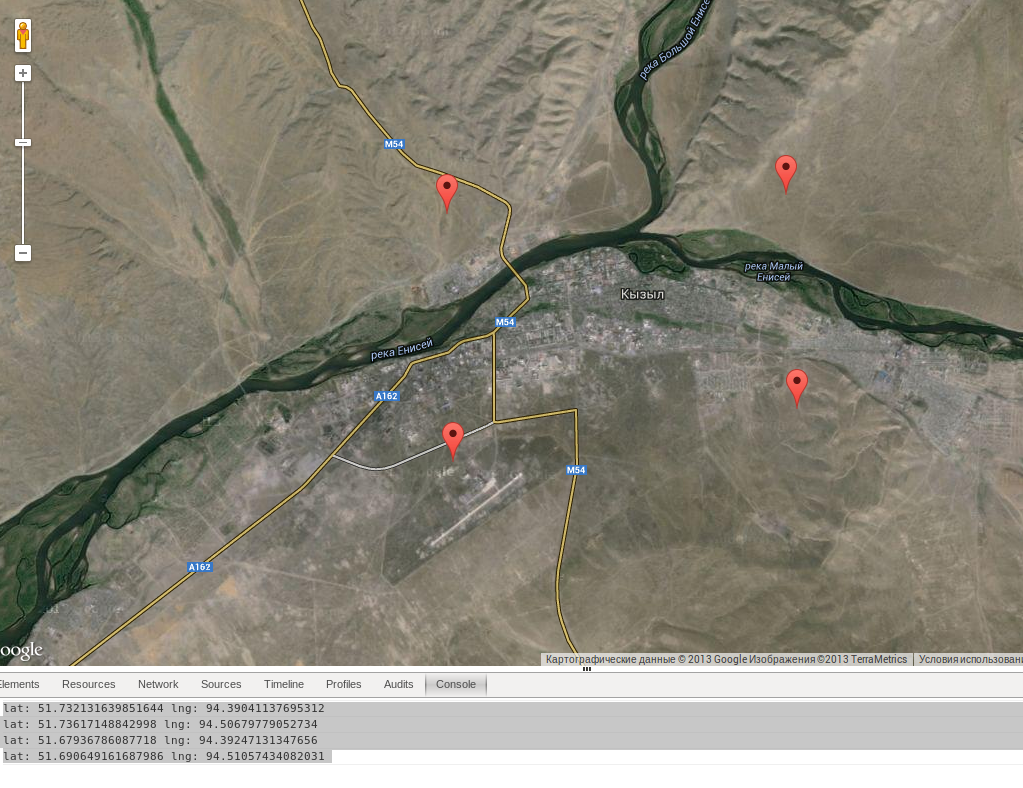 река Большой Енисе
M54
река Малый
Енисей
Кызыл
M54
река Енисей
A162
M54
A162
oogle
Картографические данные © 2013 Google Изображения ©2013 TerraMetrics
Условия использовани
Elements Resources Network Sources Timeline Profiles Audits Console
lat: 51.732131639851644 lng: 94.39041137695312
lat: 51.73617148842998 lng: 94.50679779052734
lat: 51.67936786087718 lng: 94.39247131347656
lat: 51.690649161687986 lng: 94.51057434082031